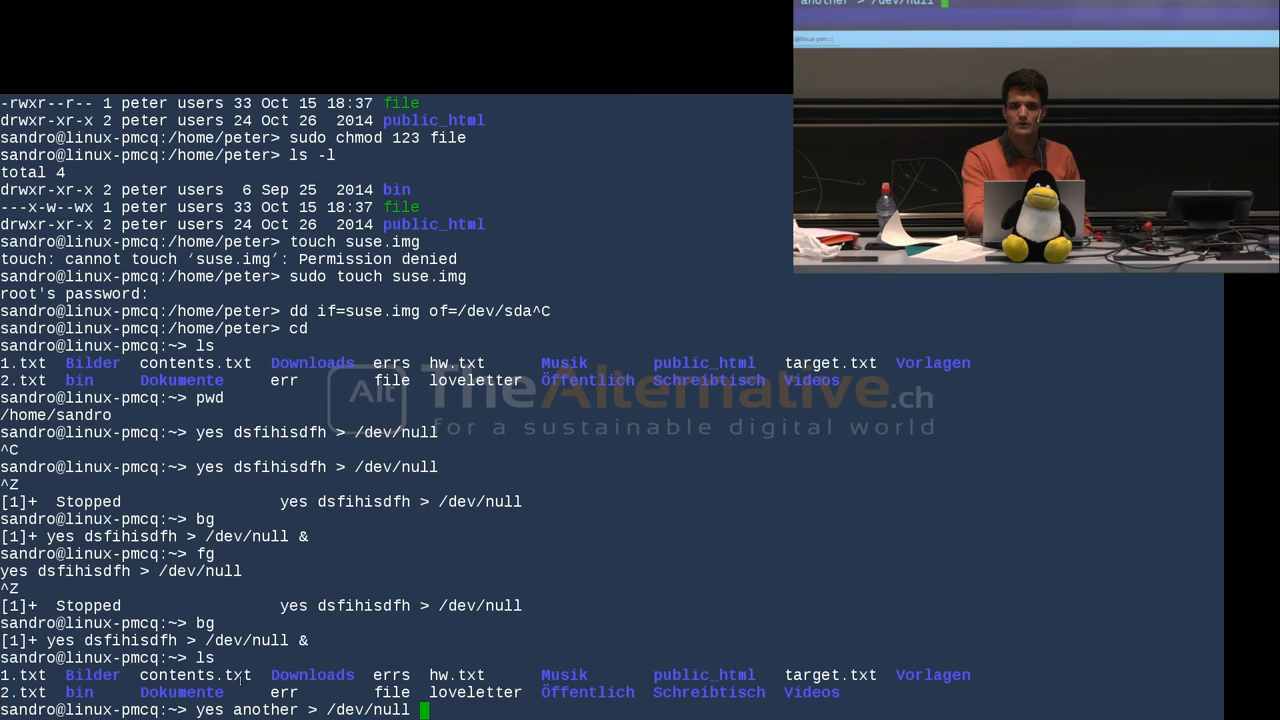 another > /dev/null
@linux-pmcq
-rwxr--r-- 1 peter users 33 Oct 15 18:37 file
drwxr-xr-x 2 peter users 24 Oct 26  2014 public_html
sandro@linux-pmcq:/home/peter> sudo chmod 123 file
sandro@linux-pmcq:/home/peter> ls -l
total 4
drwxr-xr-x 2 peter users  6 Sep 25  2014 bin
---x-w--wx 1 peter users 33 Oct 15 18:37 file
drwxr-xr-x 2 peter users 24 Oct 26  2014 public_html
sandro@linux-pmcq:/home/peter> touch suse.img
touch: cannot touch ‘suse.img’: Permission denied
sandro@linux-pmcq:/home/peter> sudo touch suse.img
root's password:
sandro@linux-pmcq:/home/peter> dd if=suse.img of=/dev/sda^C
sandro@linux-pmcq:/home/peter> cd
sandro@linux-pmcq:~> ls
1.txt  Bilder  contents.txt  Downloads  errs  hw.txt      Musik       public_html   target.txt  Vorlagen
2.txt  bin     Dokumente     err        file  loveletter  Öffentlich  Schreibtisch  Videos
sandro@linux-pmcq:~> pwd
/home/sandro
sandro@linux-pmcq:~> yes dsfihisdfh > /dev/null
^C
sandro@linux-pmcq:~> yes dsfihisdfh > /dev/null
^Z
[1]+  Stopped                 yes dsfihisdfh > /dev/null
sandro@linux-pmcq:~> bg
[1]+ yes dsfihisdfh > /dev/null &
sandro@linux-pmcq:~> fg
yes dsfihisdfh > /dev/null
^Z
[1]+  Stopped                 yes dsfihisdfh > /dev/null
sandro@linux-pmcq:~> bg
[1]+ yes dsfihisdfh > /dev/null &
sandro@linux-pmcq:~> ls
1.txt  Bilder  contents.txt  Downloads  errs  hw.txt      Musik       public_html   target.txt  Vorlagen
2.txt  bin     Dokumente     err        file  loveletter  Öffentlich  Schreibtisch  Videos
sandro@linux-pmcq:~> yes another > /dev/null
Alt TheAlternative.ch
for a sustainable digital world